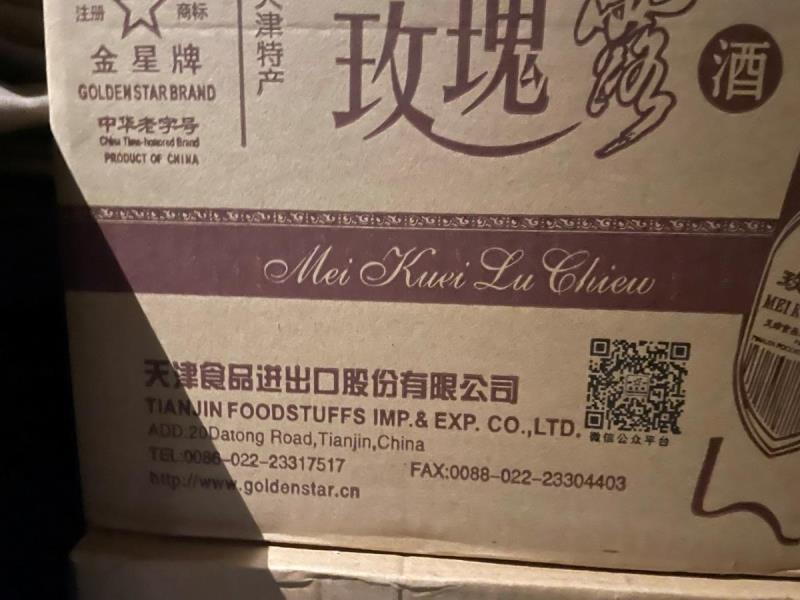 注册 商标
金星牌
GOLDEN STAR BRAND
中华老字号
China Time-honored Brand
PRODUCT OF CHINA
天津特产
玫瑰露酒
Mei Kuei Lu Chiew
天津食品进出口股份有限公司
TIANJIN FOODSTUFFS IMP.& EXP. CO.,LTD.
ADD:20Datong Road,Tianjin,China
TEL:0086-022-23317517 FAX:0088-022-23304403
http://www.goldenstar.cn
微信公众平台
玫
MEI K